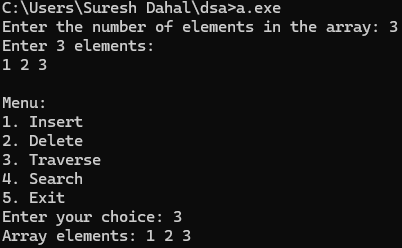 C:\Users\Suresh Dahal\dsa>a.exe
Enter the number of elements in the array: 3
Enter 3 elements:
1 2 3

Menu:
1. Insert
2. Delete
3. Traverse
4. Search
5. Exit
Enter your choice: 3
Array elements: 1 2 3